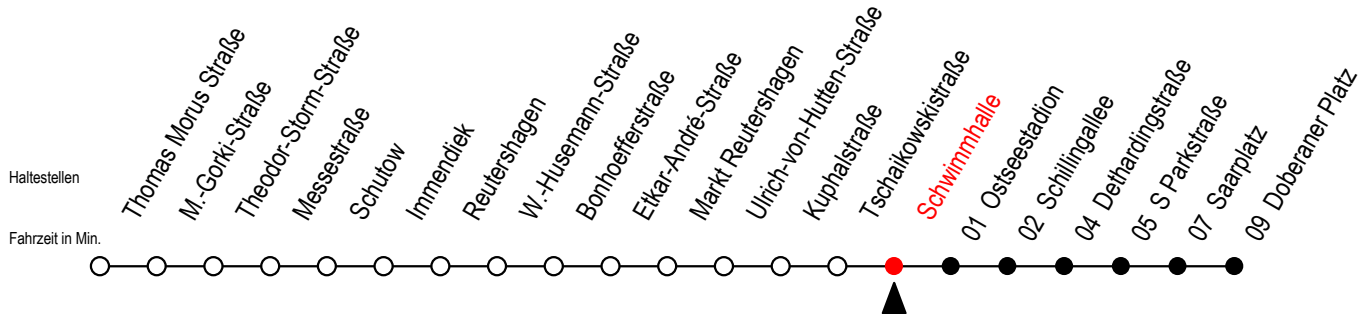 Haltestellen
Fahrzeit in Min.
Thomas Morus Straße
M.-Gorki-Straße
Theodor-Storm-Straße
Messestraße
Schutow
Immendiek
Reutershagen
W.-Husemann-Straße
Bonhoefferstraße
Etkar-André-Straße
Markt Reutershagen
Ulrich-von-Hutten-Straße
Kuphalstraße
Tschaikowskistraße
Schwimmhalle
01 Ostseestadion
02 Schillingallee
04 Dethardingstraße
05 S Parkstraße
07 Saarplatz
09 Doberaner Platz